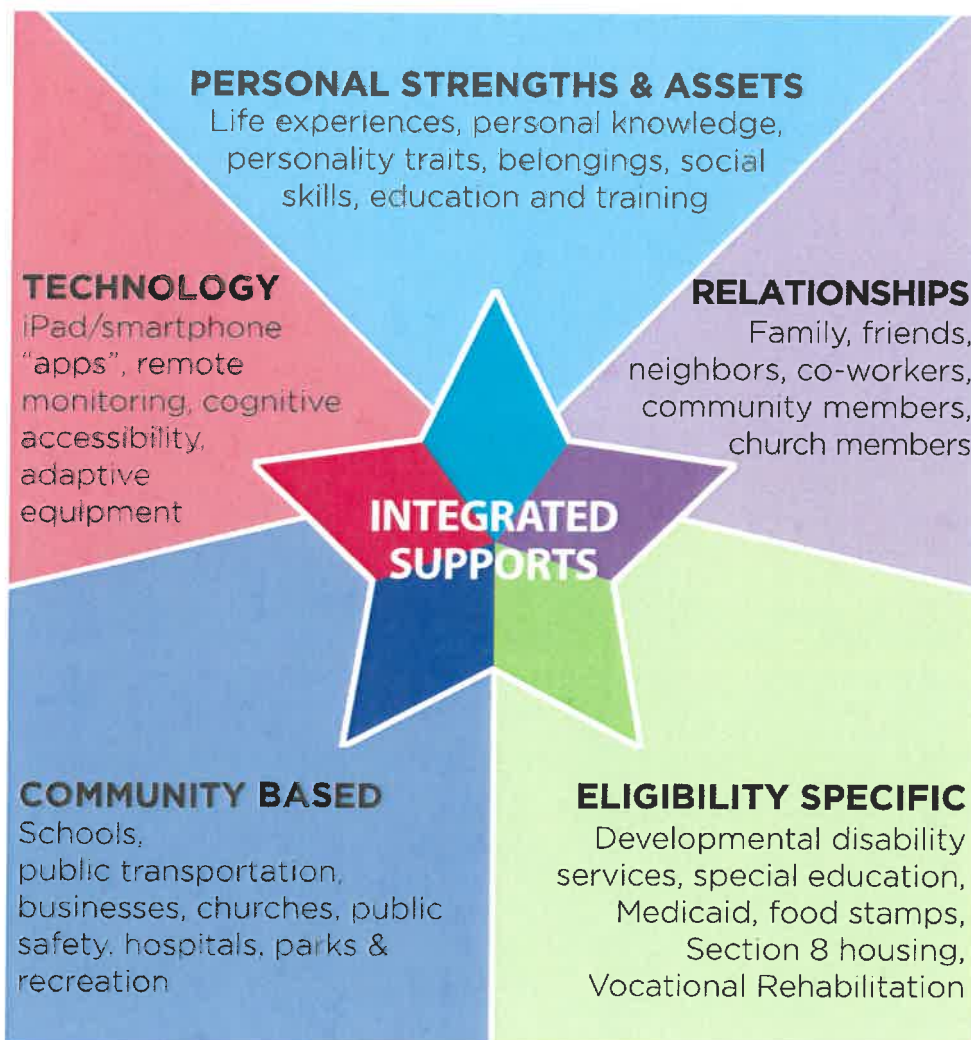 PERSONAL STRENGTHS & ASSETS
Life experiences, personal knowledge,
personality traits, belongings, social
skills, education and training
TECHNOLOGY
iPad/smartphone
"apps", remote
monitoring, cognitive
accessibility,
adaptive
equipment
RELATIONSHIPS
Family, friends,
neighbors, co-workers,
community members,
church members
INTEGRATED
SUPPORTS
COMMUNITY BASED
Schools,
public transportation,
businesses, churches, public
safety, hospitals, parks &
recreation
ELIGIBILITY SPECIFIC
Developmental disability
services, special education,
Medicaid, food stamps,
Section 8 housing,
Vocational Rehabilitation